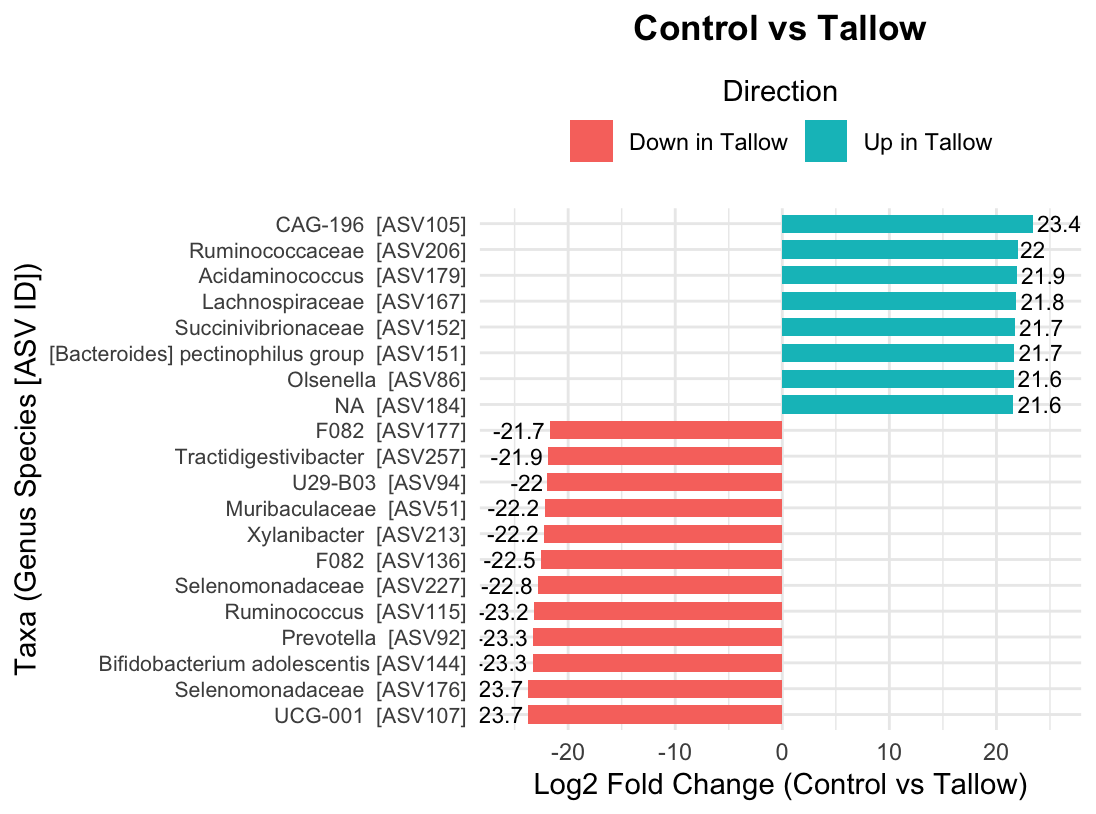 Control vs Tallow
Direction
Down in Tallow
Up in Tallow
Taxa (Genus Species [ASV ID])
CAG-196 [ASV105] 23.4
Ruminococcaceae [ASV206] 22
Acidaminococcus [ASV179] 21.9
Lachnospiraceae [ASV167] 21.8
Succinivibrionaceae [ASV152] 21.7
[Bacteroides] pectinophilus group [ASV151] 21.7
Olsenella [ASV86] 21.6
NA [ASV184] 21.6
F082 [ASV177] -21.7
Tractidigestivibacter [ASV257] -21.9
U29-B03 [ASV94] -22
Muribaculaceae [ASV51] -22.2
Xylanibacter [ASV213] -22.2
F082 [ASV136] -22.5
Selenomonadaceae [ASV227] -22.8
Ruminococcus [ASV115] -23.2
Prevotella [ASV92] -23.3
Bifidobacterium adolescentis [ASV144] -23.3
Selenomonadaceae [ASV176] 23.7
UCG-001 [ASV107] 23.7
-20 -10 0 10 20
Log2 Fold Change (Control vs Tallow)